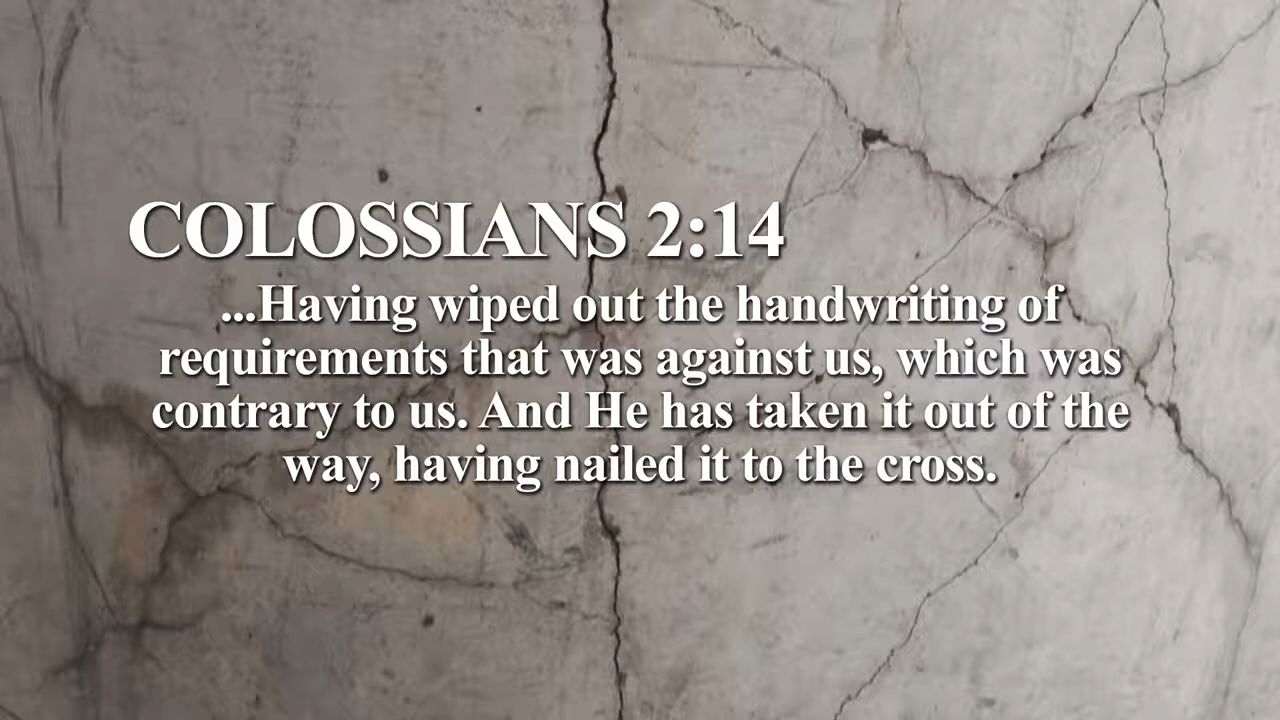 COLOSSIANS 2:14
...Having wiped out the handwriting of
requirements that was against us, which was
contrary to us. And He has taken it out of the
way, having nailed it to the cross.